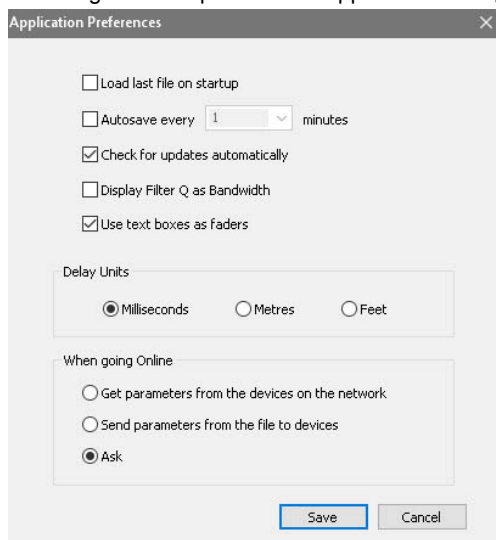 Application Preferences
Load last file on startup
Autosave every 1 minutes
Check for updates automatically
Display Filter Q as Bandwidth
Use text boxes as faders
Delay Units
Milliseconds Metres Feet
When going Online
Get parameters from the devices on the network
Send parameters from the file to devices
Ask
Save Cancel